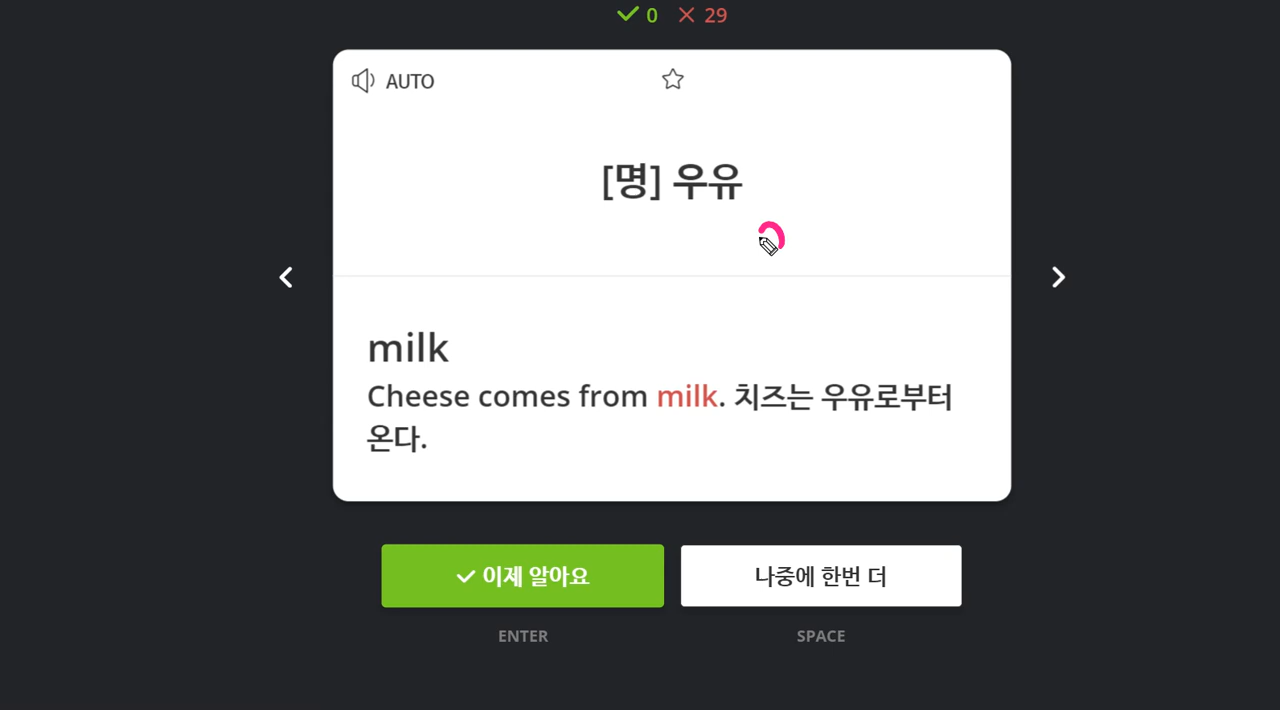 0 29
AUTO
[명] 우유
milk
Cheese comes from milk. 치즈는 우유로부터
온다.
이제 알아요 나중에 한번 더
ENTER SPACE